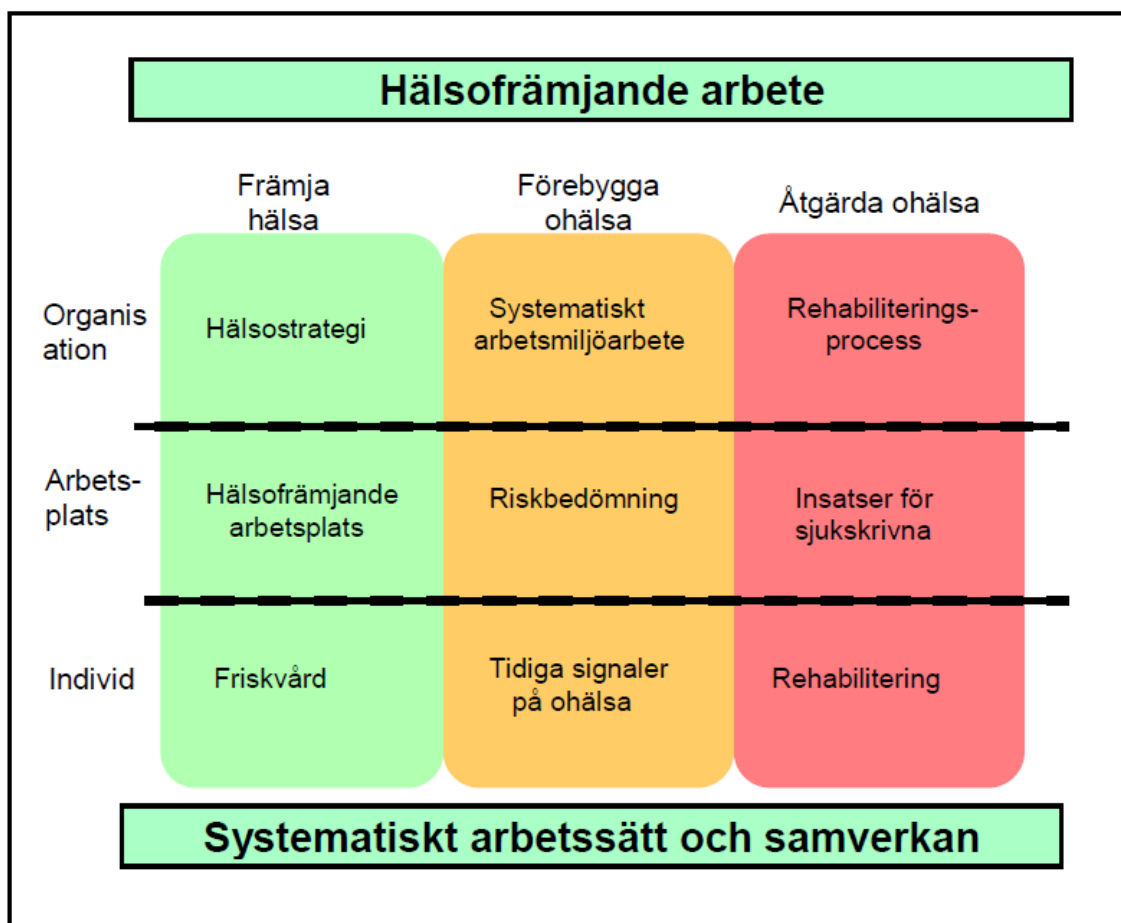 Hälsofrämjande arbete
Främja
hälsa
Förebygga
ohälsa
Åtgärda ohälsa
Organis
ation
Hälsostrategi
Systematiskt
arbetsmiljöarbete
Rehabiliterings-
process
Arbets-
plats
Hälsofrämjande
arbetsplats
Riskbedömning
Insatser för
sjukskrivna
Individ
Friskvård
Tidiga signaler
på ohälsa
Rehabilitering
Systematiskt arbetssätt och samverkan